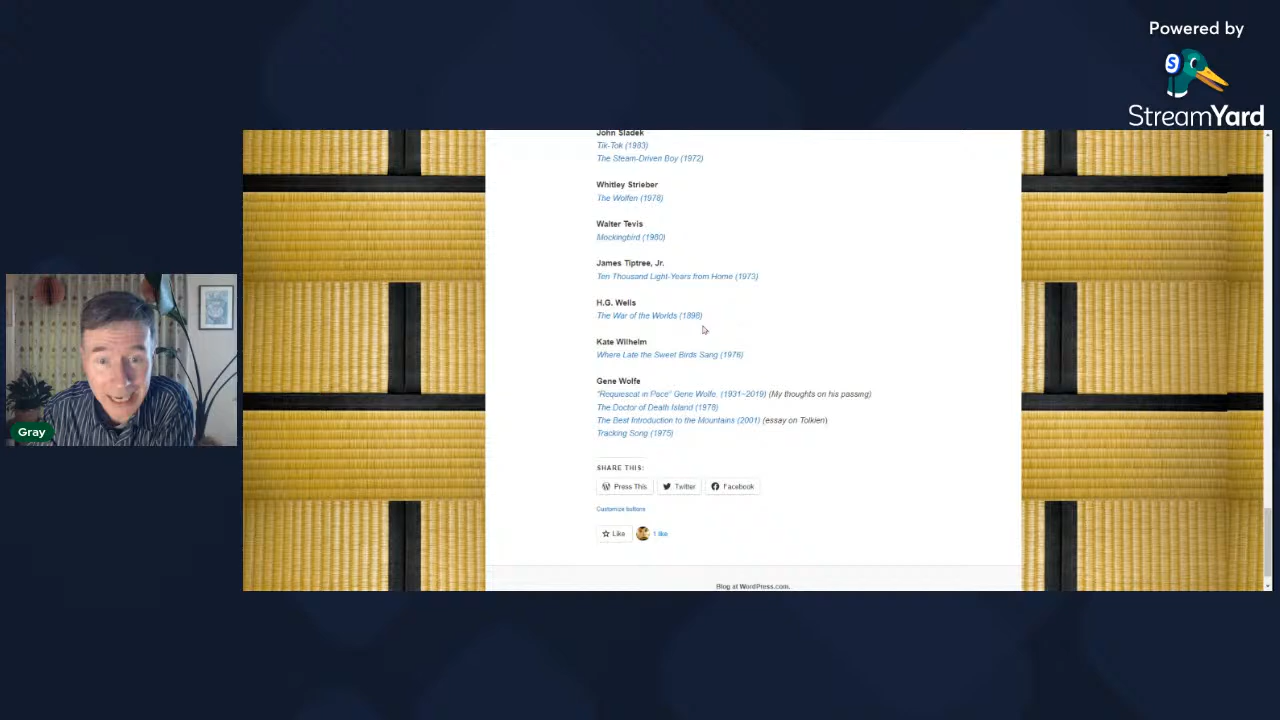 Powered by
S
StreamYard
John Sladek
Tik-Tok (1983)
The Steam-Driven Boy (1972)
Whitley Strieber
The Wolfen (1978)
Walter Tevis
Mockingbird (1980)
James Tiptree, Jr.
Ten Thousand Light-Years from Home (1973)
H.G. Wells
The War of the Worlds (1898)
Kate Wilhelm
Where Late the Sweet Birds Sang (1976)
Gene Wolfe
"Requiescat in Pace" Gene Wolfe, (1931–2019) (My thoughts on his passing)
The Doctor of Death Island (1978)
The Best Introduction to the Mountains (2001) (essay on Tolkien)
Tracking Song (1975)
SHARE THIS:
Press This Twitter Facebook
Customize buttons
Like 1 like
Blog at WordPress.com.
Gray